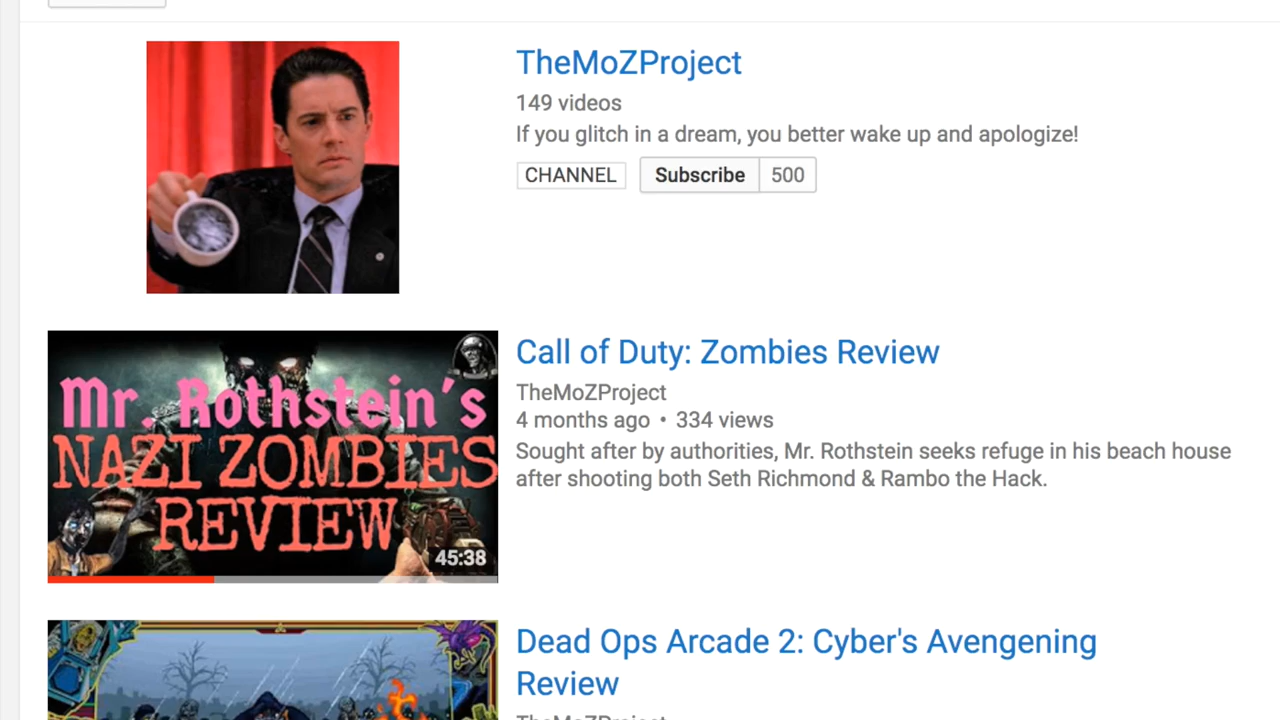 TheMoZProject
149 videos
If you glitch in a dream, you better wake up and apologize!
CHANNEL Subscribe 500
Mr. Rothstein's
NAZI ZOMBIES
REVIEW
45:38
Call of Duty: Zombies Review
TheMoZProject
4 months ago • 334 views
Sought after by authorities, Mr. Rothstein seeks refuge in his beach house
after shooting both Seth Richmond & Rambo the Hack.
Dead Ops Arcade 2: Cyber's Avengening
Review
TheMoZProject